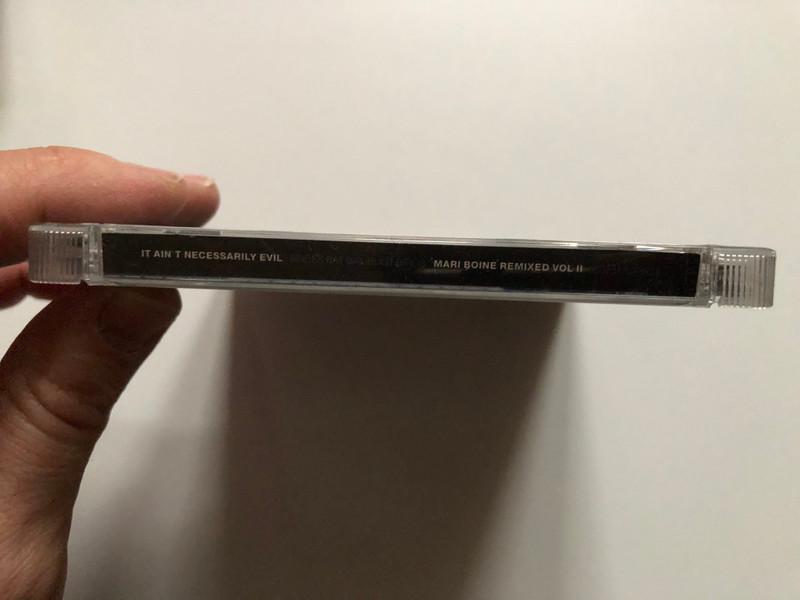 IT AIN T NECESSARILY EVIL MARI BOINE REMIXED VOL II